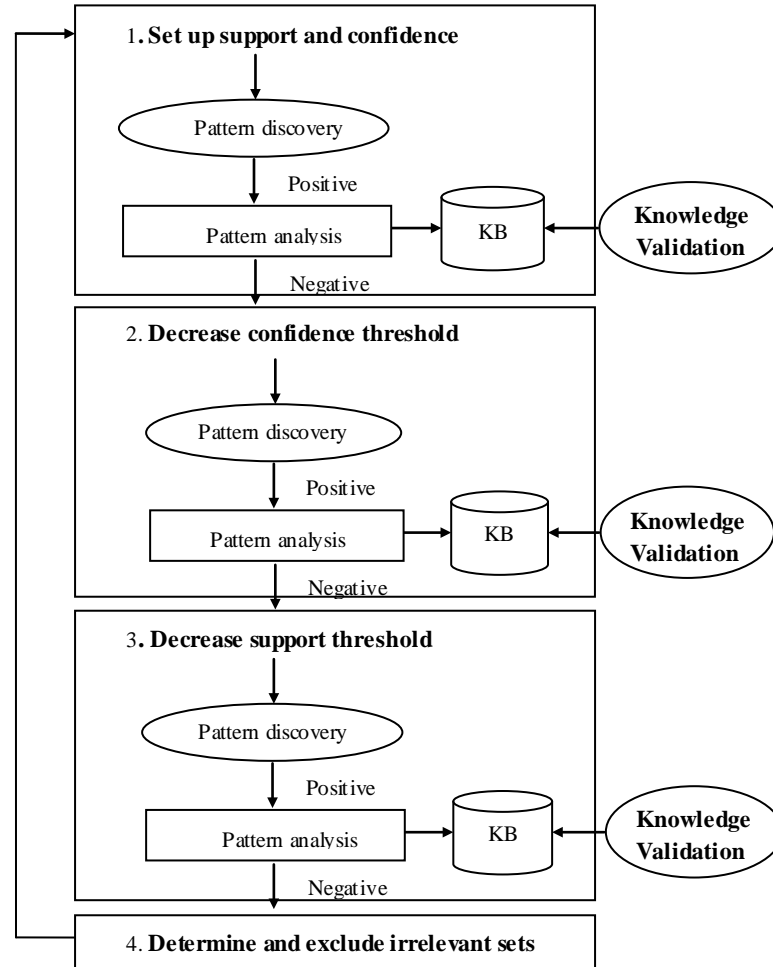 1. Set up support and confidence
Pattern discovery
Positive
Pattern analysis
KB
Knowledge
Validation
Negative
2. Decrease confidence threshold
Pattern discovery
Positive
Pattern analysis
KB
Knowledge
Validation
Negative
3. Decrease support threshold
Pattern discovery
Positive
Pattern analysis
KB
Knowledge
Validation
Negative
4. Determine and exclude irrelevant sets